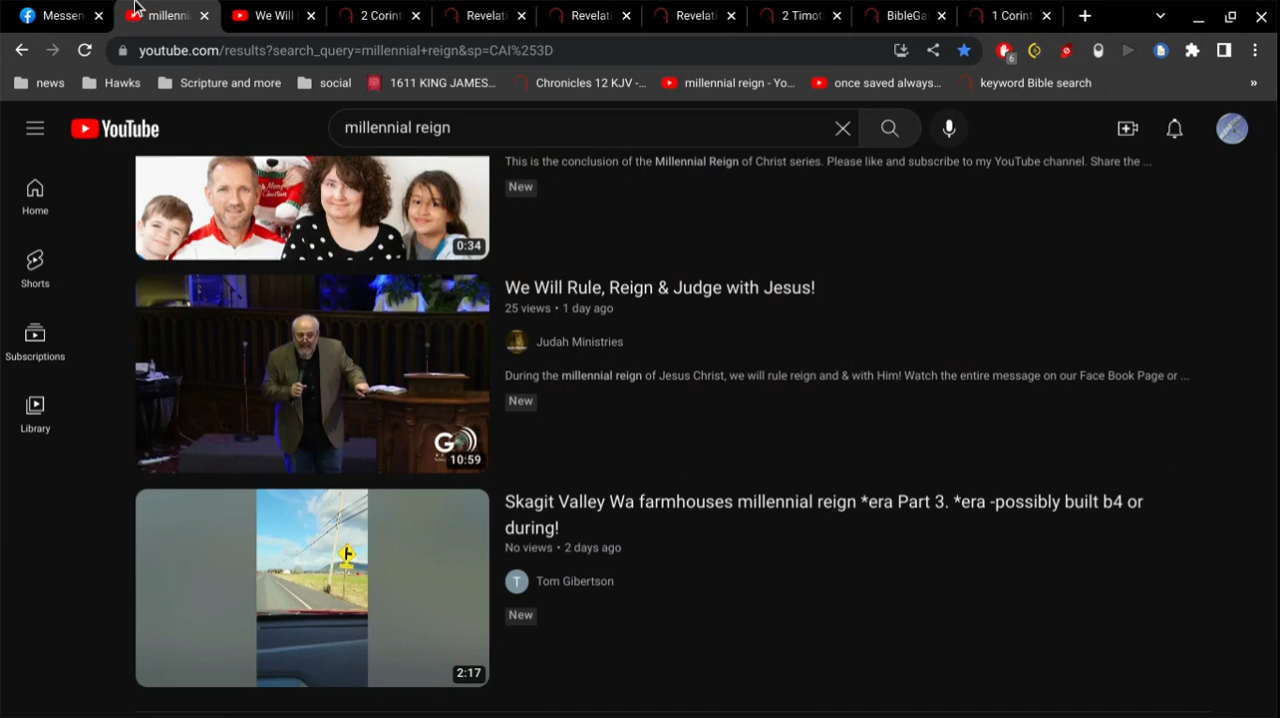 Messen
millenni
We Will
2 Corint
Revelati
Revelati
Revelati
2 Timot
BibleGa
1 Corint
youtube.com/results?search_query=millennial+reign&sp=CAI%253D
6
news
Hawks
Scripture and more
social
1611 KING JAMES...
Chronicles 12 KJV -...
millennial reign - Yo...
once saved always...
keyword Bible search
»
YouTube
millennial reign
Home
Shorts
Subscriptions
Library
This is the conclusion of the Millennial Reign of Christ series. Please like and subscribe to my YouTube channel. Share the ...
New
0:34
We Will Rule, Reign & Judge with Jesus!
25 views • 1 day ago
Judah Ministries
During the millennial reign of Jesus Christ, we will rule reign and & with Him! Watch the entire message on our Face Book Page or ...
New
GO
10:59
Skagit Valley Wa farmhouses millennial reign *era Part 3. *era -possibly built b4 or
during!
No views • 2 days ago
T
Tom Gibertson
New
2:17